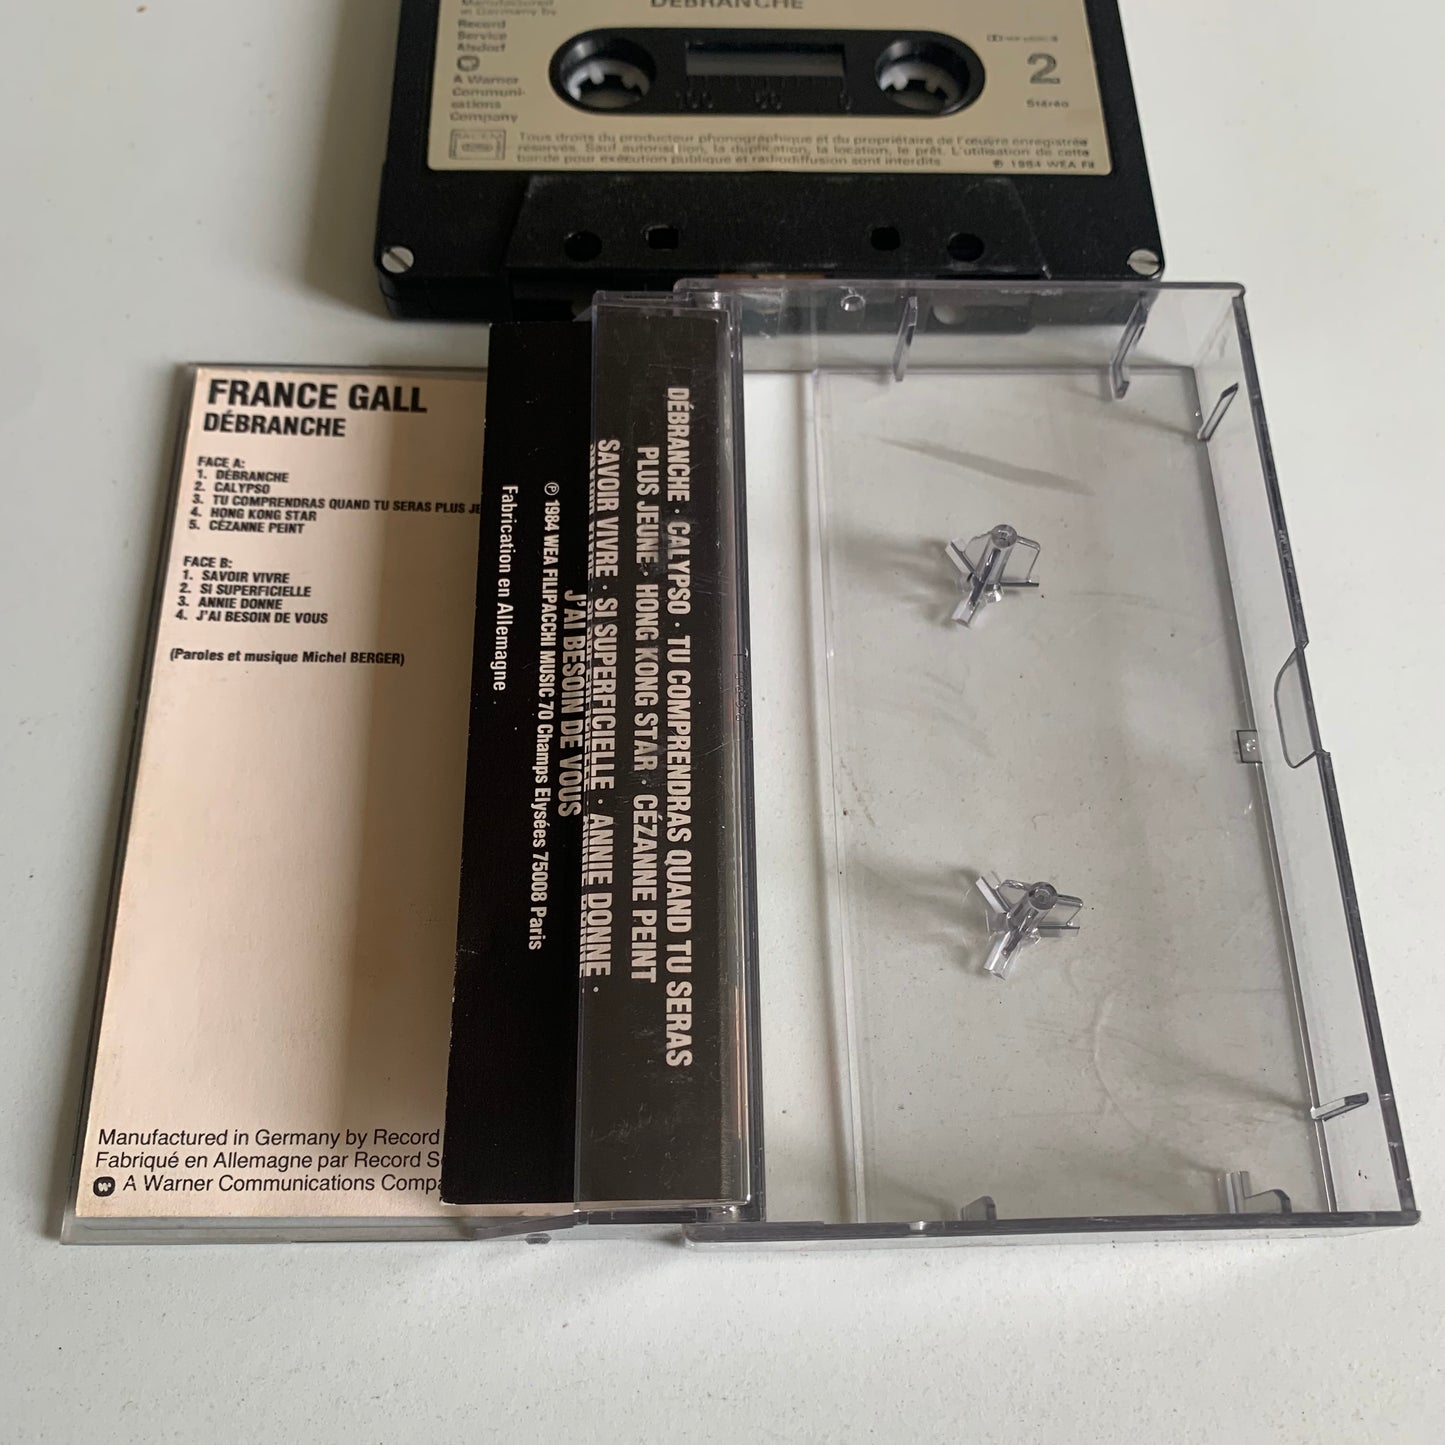 DÉBRANCHE
Manufactured
in Germany by
Record
Service
Alsdorf
A Warner
Communi-
cations
Company
2
Stéréo
100 50 0
Tous droits du producteur phonographique et du propriétaire de l'œuvre enregistrée
réservés. Sauf autorisation, la duplication, la location, le prêt. L'utilisation de cette
bande pour exécution publique et radiodiffusion sont interdits.
℗ 1984 WEA Fil
FRANCE GALL
DÉBRANCHE
FACE A:
1. DÉBRANCHE
2. CALYPSO
3. TU COMPRENDRAS QUAND TU SERAS PLUS JE
4. HONG KONG STAR
5. CÉZANNE PEINT
FACE B:
1. SAVOIR VIVRE
2. SI SUPERFICIELLE
3. ANNIE DONNE
4. J'AI BESOIN DE VOUS
(Paroles et musique Michel BERGER)
Manufactured in Germany by Record
Fabriqué en Allemagne par Record Se
A Warner Communications Compa
DÉBRANCHE · CALYPSO · TU COMPRENDRAS QUAND TU SERAS
PLUS JEUNE · HONG KONG STAR · CÉZANNE PEINT
SAVOIR VIVRE · SI SUPERFICIELLE · ANNIE DONNE ·
J'AI BESOIN DE VOUS
℗ 1984 WEA FILIPACCHI MUSIC 70 Champs Elysées 75008 Paris
Fabrication en Allemagne